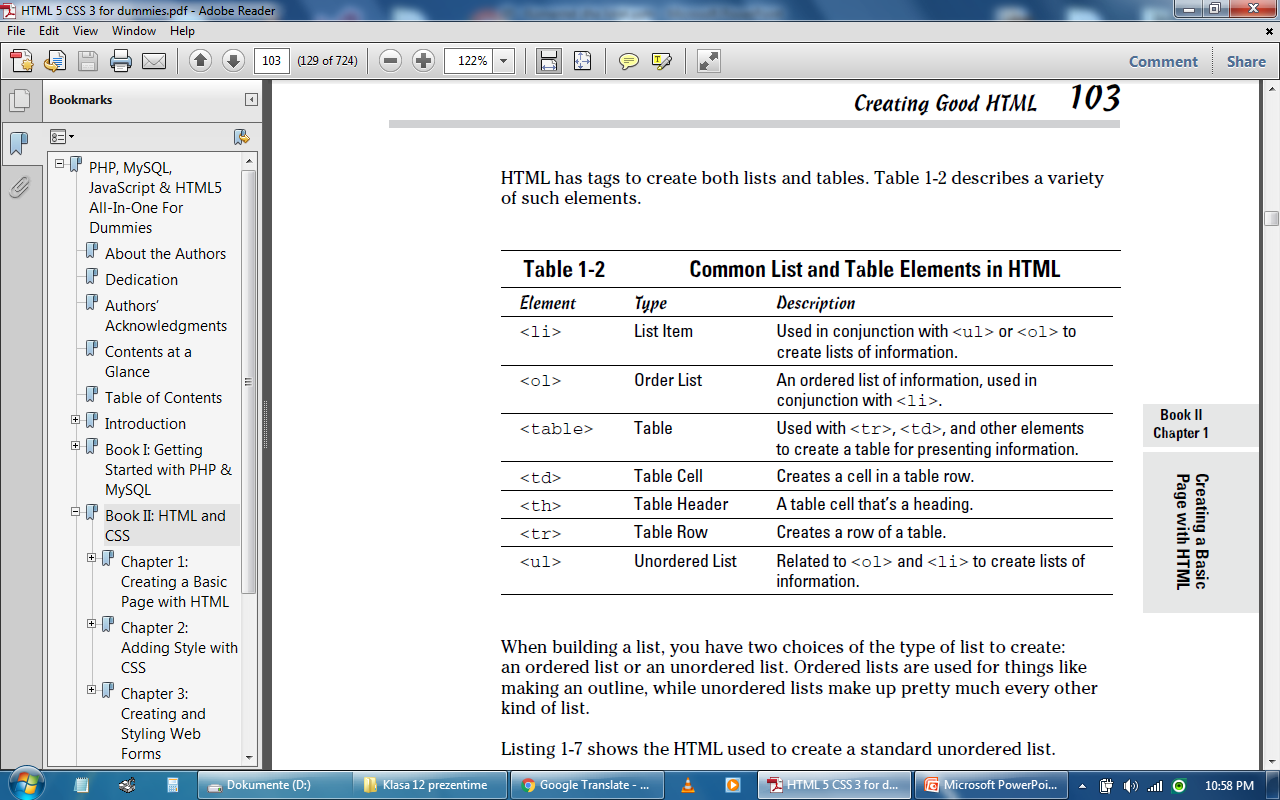 HTML 5 CSS 3 for dummies.pdf - Adobe Reader
File Edit View Window Help
103 (129 of 724) 122% Comment Share
Bookmarks
PHP, MySQL,
JavaScript & HTML5
All-In-One For
Dummies
About the Authors
Dedication
Authors’
Acknowledgments
Contents at a
Glance
Table of Contents
Introduction
Book I: Getting
Started with PHP &
MySQL
Book II: HTML and
CSS
Chapter 1:
Creating a Basic
Page with HTML
Chapter 2:
Adding Style with
CSS
Chapter 3:
Creating and
Styling Web
Forms
Creating Good HTML 103
HTML has tags to create both lists and tables. Table 1-2 describes a variety
of such elements.
Table 1-2 Common List and Table Elements in HTML
Element Type Description
<li> List Item Used in conjunction with <ul> or <ol> to
create lists of information.
<ol> Order List An ordered list of information, used in
conjunction with <li>.
<table> Table Used with <tr>, <td>, and other elements
to create a table for presenting information.
<td> Table Cell Creates a cell in a table row.
<th> Table Header A table cell that’s a heading.
<tr> Table Row Creates a row of a table.
<ul> Unordered List Related to <ol> and <li> to create lists of
information.
When building a list, you have two choices of the type of list to create:
an ordered list or an unordered list. Ordered lists are used for things like
making an outline, while unordered lists make up pretty much every other
kind of list.
Listing 1-7 shows the HTML used to create a standard unordered list.
Book II
Chapter 1
Creating a Basic
Page with HTML
Dokumente (D:) Klasa 12 prezentime Google Translate - ... HTML 5 CSS 3 for d... Microsoft PowerPoi... 10:58 PM